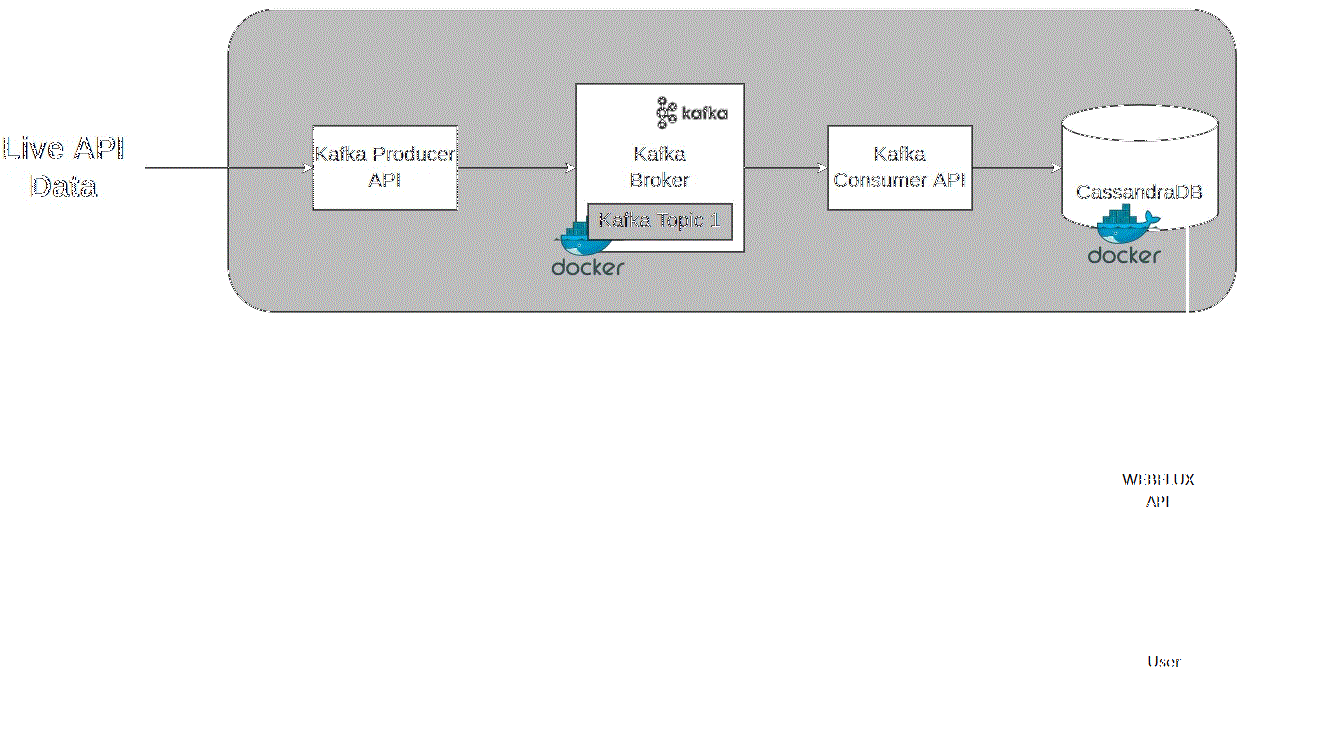 Live API
Data
Kafka Producer
API
kafka
Kafka
Broker
Kafka Topic 1
docker
Kafka
Consumer API
CassandraDB
docker
WEBFLUX
API
User